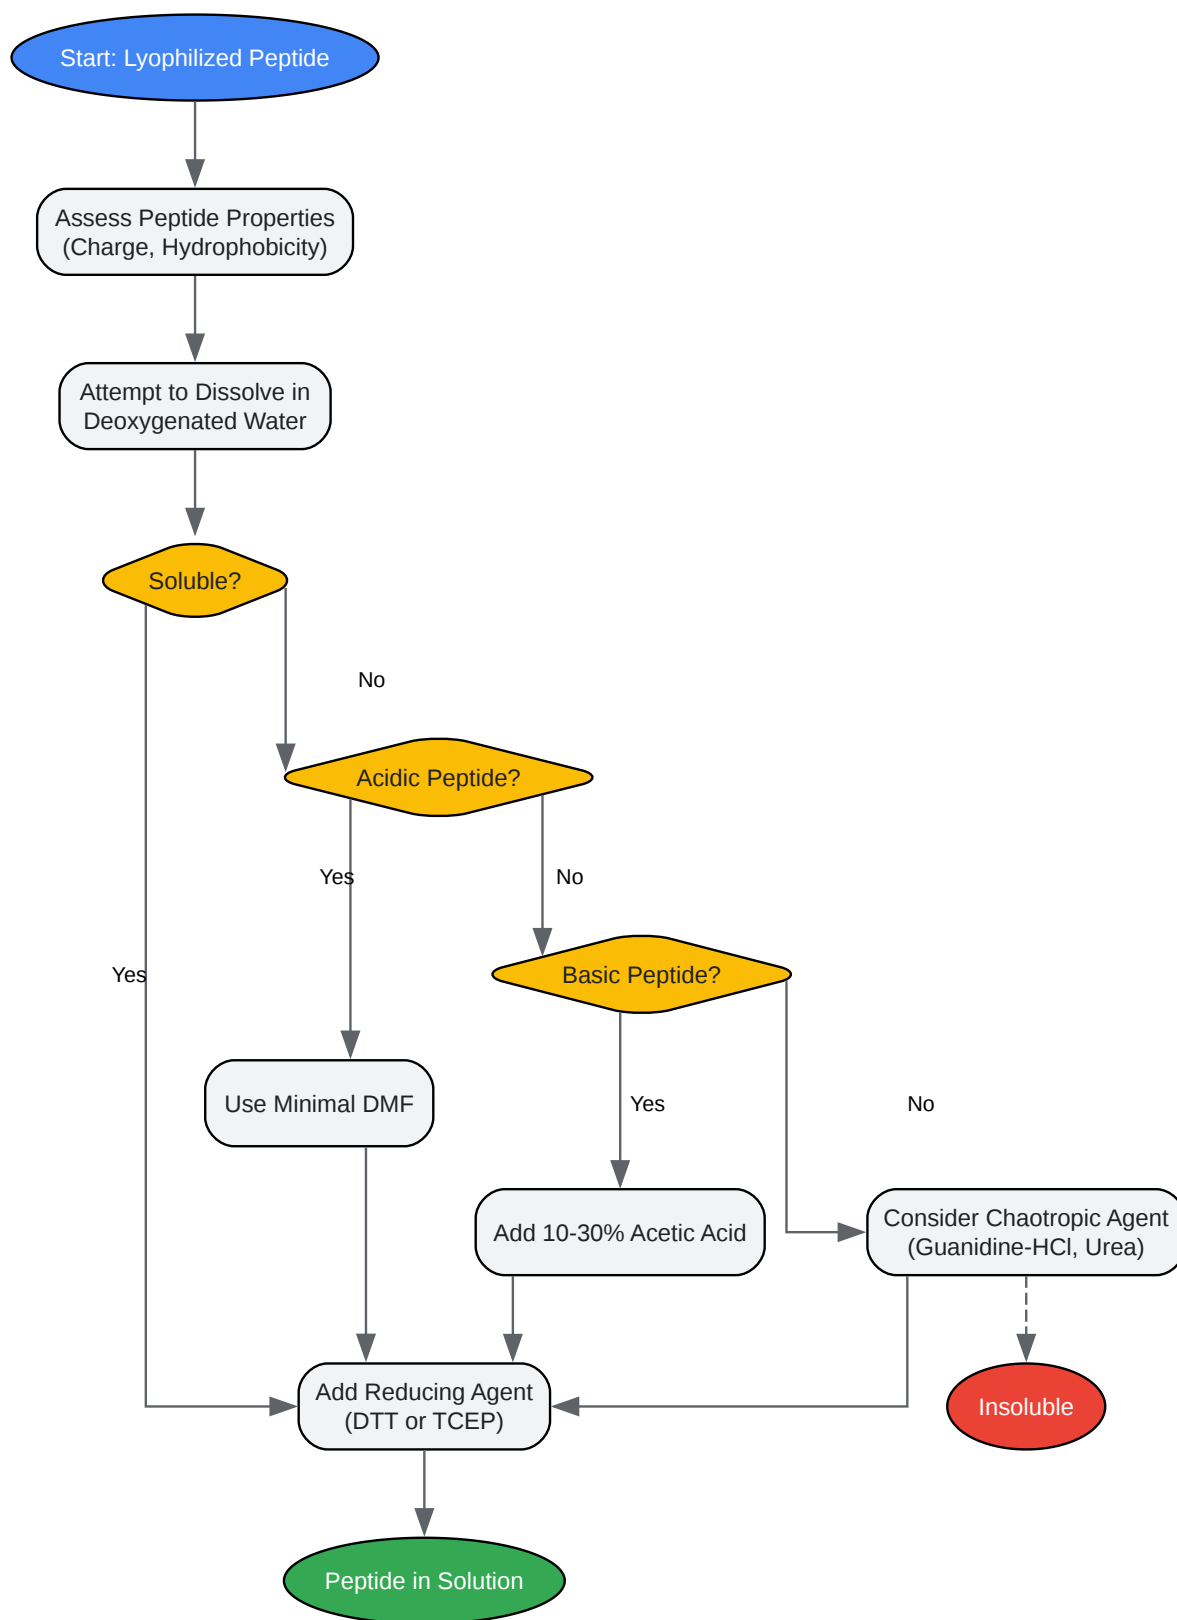 Start: Lyophilized Peptide
Assess Peptide Properties
(Charge, Hydrophobicity)
Attempt to Dissolve in
Deoxygenated Water
Soluble?
No
Acidic Peptide?
Yes
No
Yes
Basic Peptide?
Use Minimal DMF
Yes
No
Add 10-30% Acetic Acid
Consider Chaotropic Agent
(Guanidine-HCl, Urea)
Add Reducing Agent
(DTT or TCEP)
Insoluble
Peptide in Solution